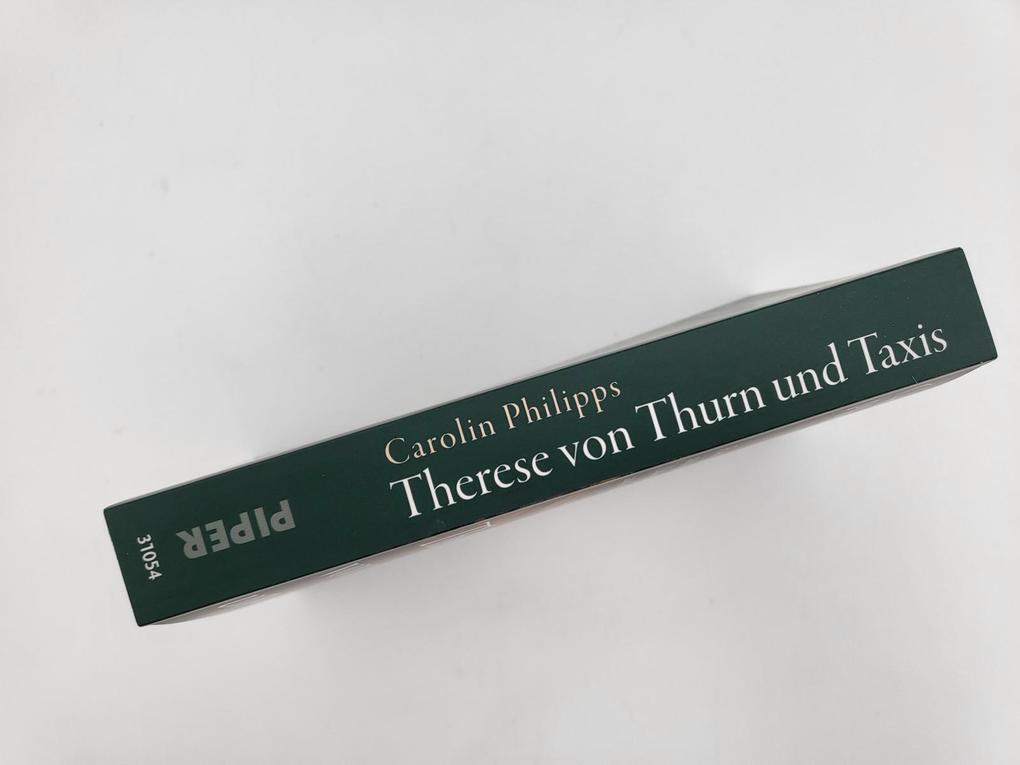 Carolin Philipps
Therese von Thurn und Taxis
PIPER
31054